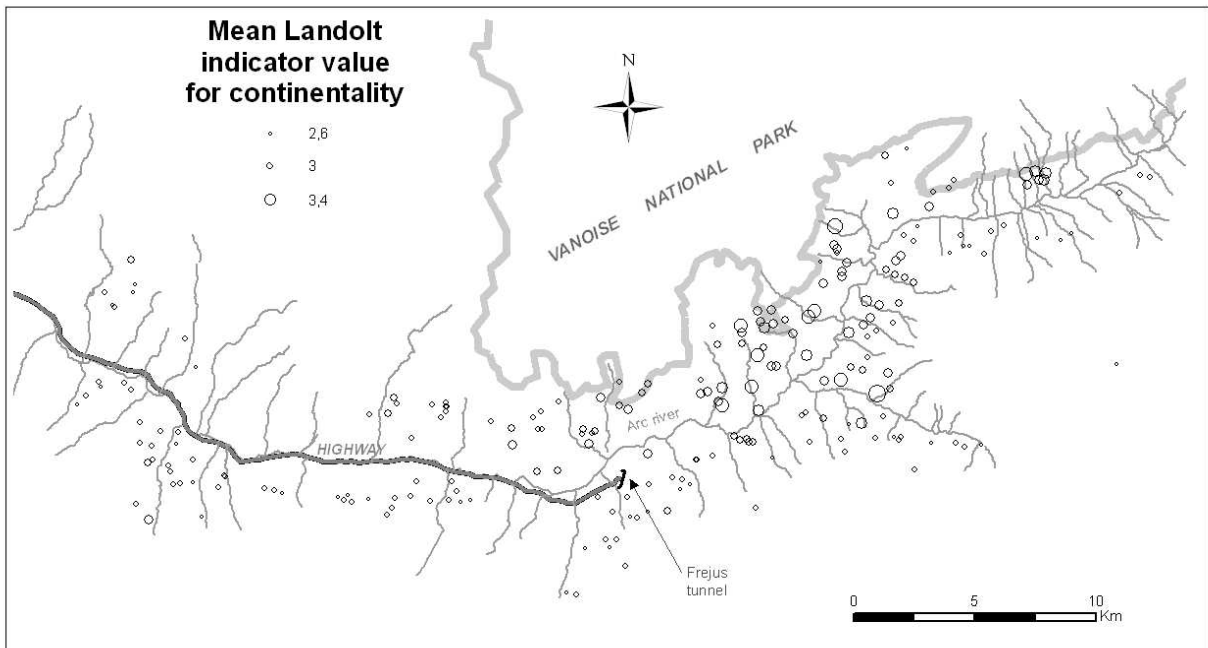 Mean Landolt
indicator value
for continentality
2,6
3
3,4
N
VANOISE NATIONAL PARK
Arc river
HIGHWAY
Frejus
tunnel
0 5 10
Km